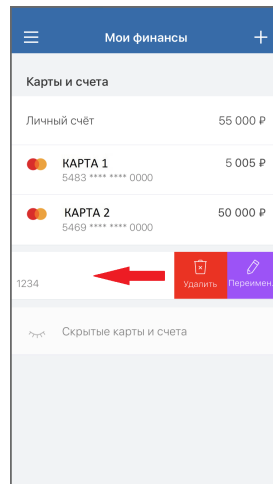 Мои финансы
Карты и счета
Личный счёт 55 000 ₽
КАРТА 1 5 005 ₽
5483 **** **** 0000
КАРТА 2 50 000 ₽
5469 **** **** 0000
1234 Удалить Переимен.
Скрытые карты и счета